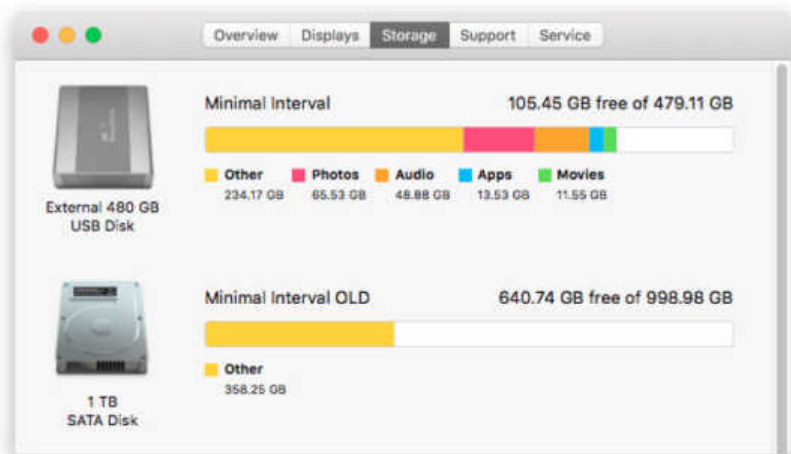 Overview Displays Storage Support Service
Minimal Interval 105.45 GB free of 479.11 GB
Other Photos Audio Apps Movies
234.17 GB 65.53 GB 48.88 GB 13.53 GB 11.55 GB
External 480 GB
USB Disk
Minimal Interval OLD 640.74 GB free of 998.98 GB
Other
358.25 GB
1 TB
SATA Disk